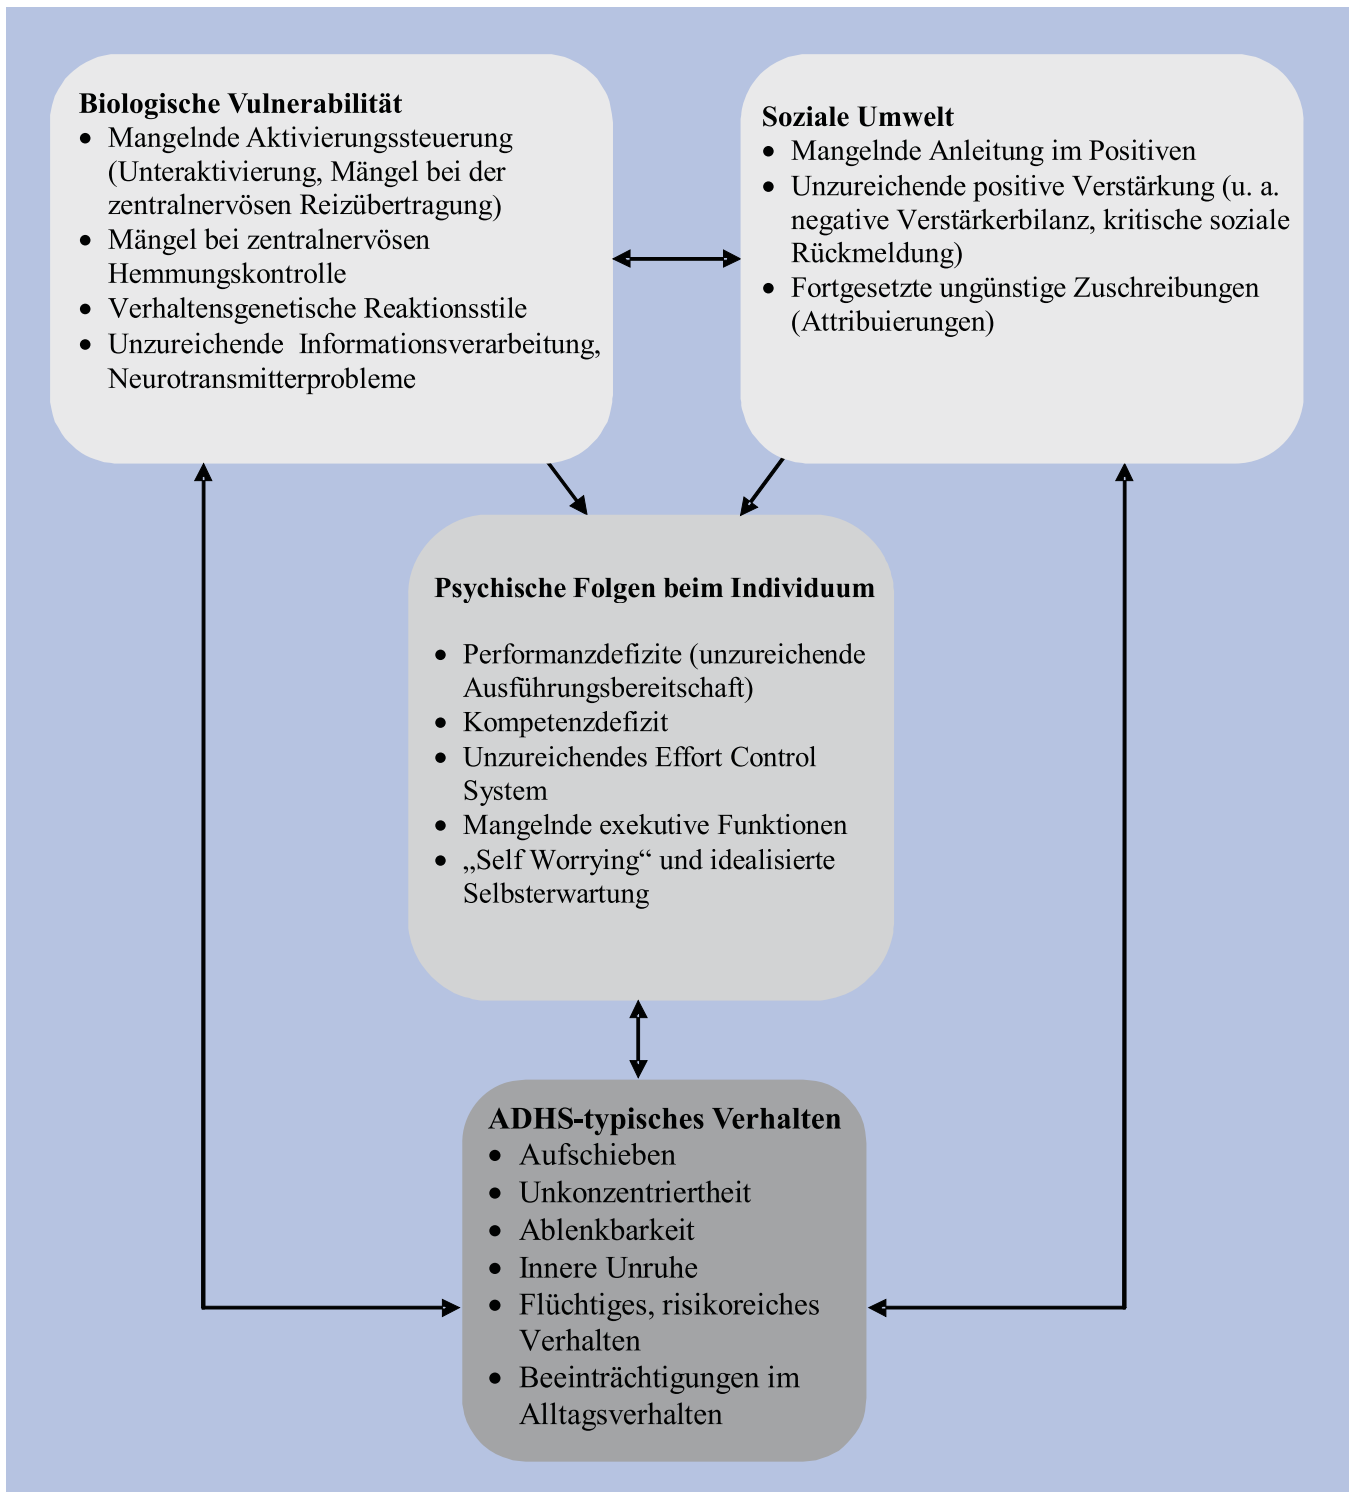 Biologische Vulnerabilität
• Mangelnde Aktivierungssteuerung
(Unteraktivierung, Mängel bei der
zentralnervösen Reizübertragung)
• Mängel bei zentralnervösen
Hemmungskontrolle
• Verhaltensgenetische Reaktionsstile
• Unzureichende Informationsverarbeitung,
Neurotransmitterprobleme
Soziale Umwelt
• Mangelnde Anleitung im Positiven
• Unzureichende positive Verstärkung (u. a.
negative Verstärkerbilanz, kritische soziale
Rückmeldung)
• Fortgesetzte ungünstige Zuschreibungen
(Attribuierungen)
Psychische Folgen beim Individuum
• Performanzdefizite (unzureichende
Ausführungsbereitschaft)
• Kompetenzdefizit
• Unzureichendes Effort Control
System
• Mangelnde exekutive Funktionen
• „Self Worrying“ und idealisierte
Selbsterwartung
ADHS-typisches Verhalten
• Aufschieben
• Unkonzentriertheit
• Ablenkbarkeit
• Innere Unruhe
• Flüchtiges, risikoreiches
Verhalten
• Beeinträchtigungen im
Alltagsverhalten